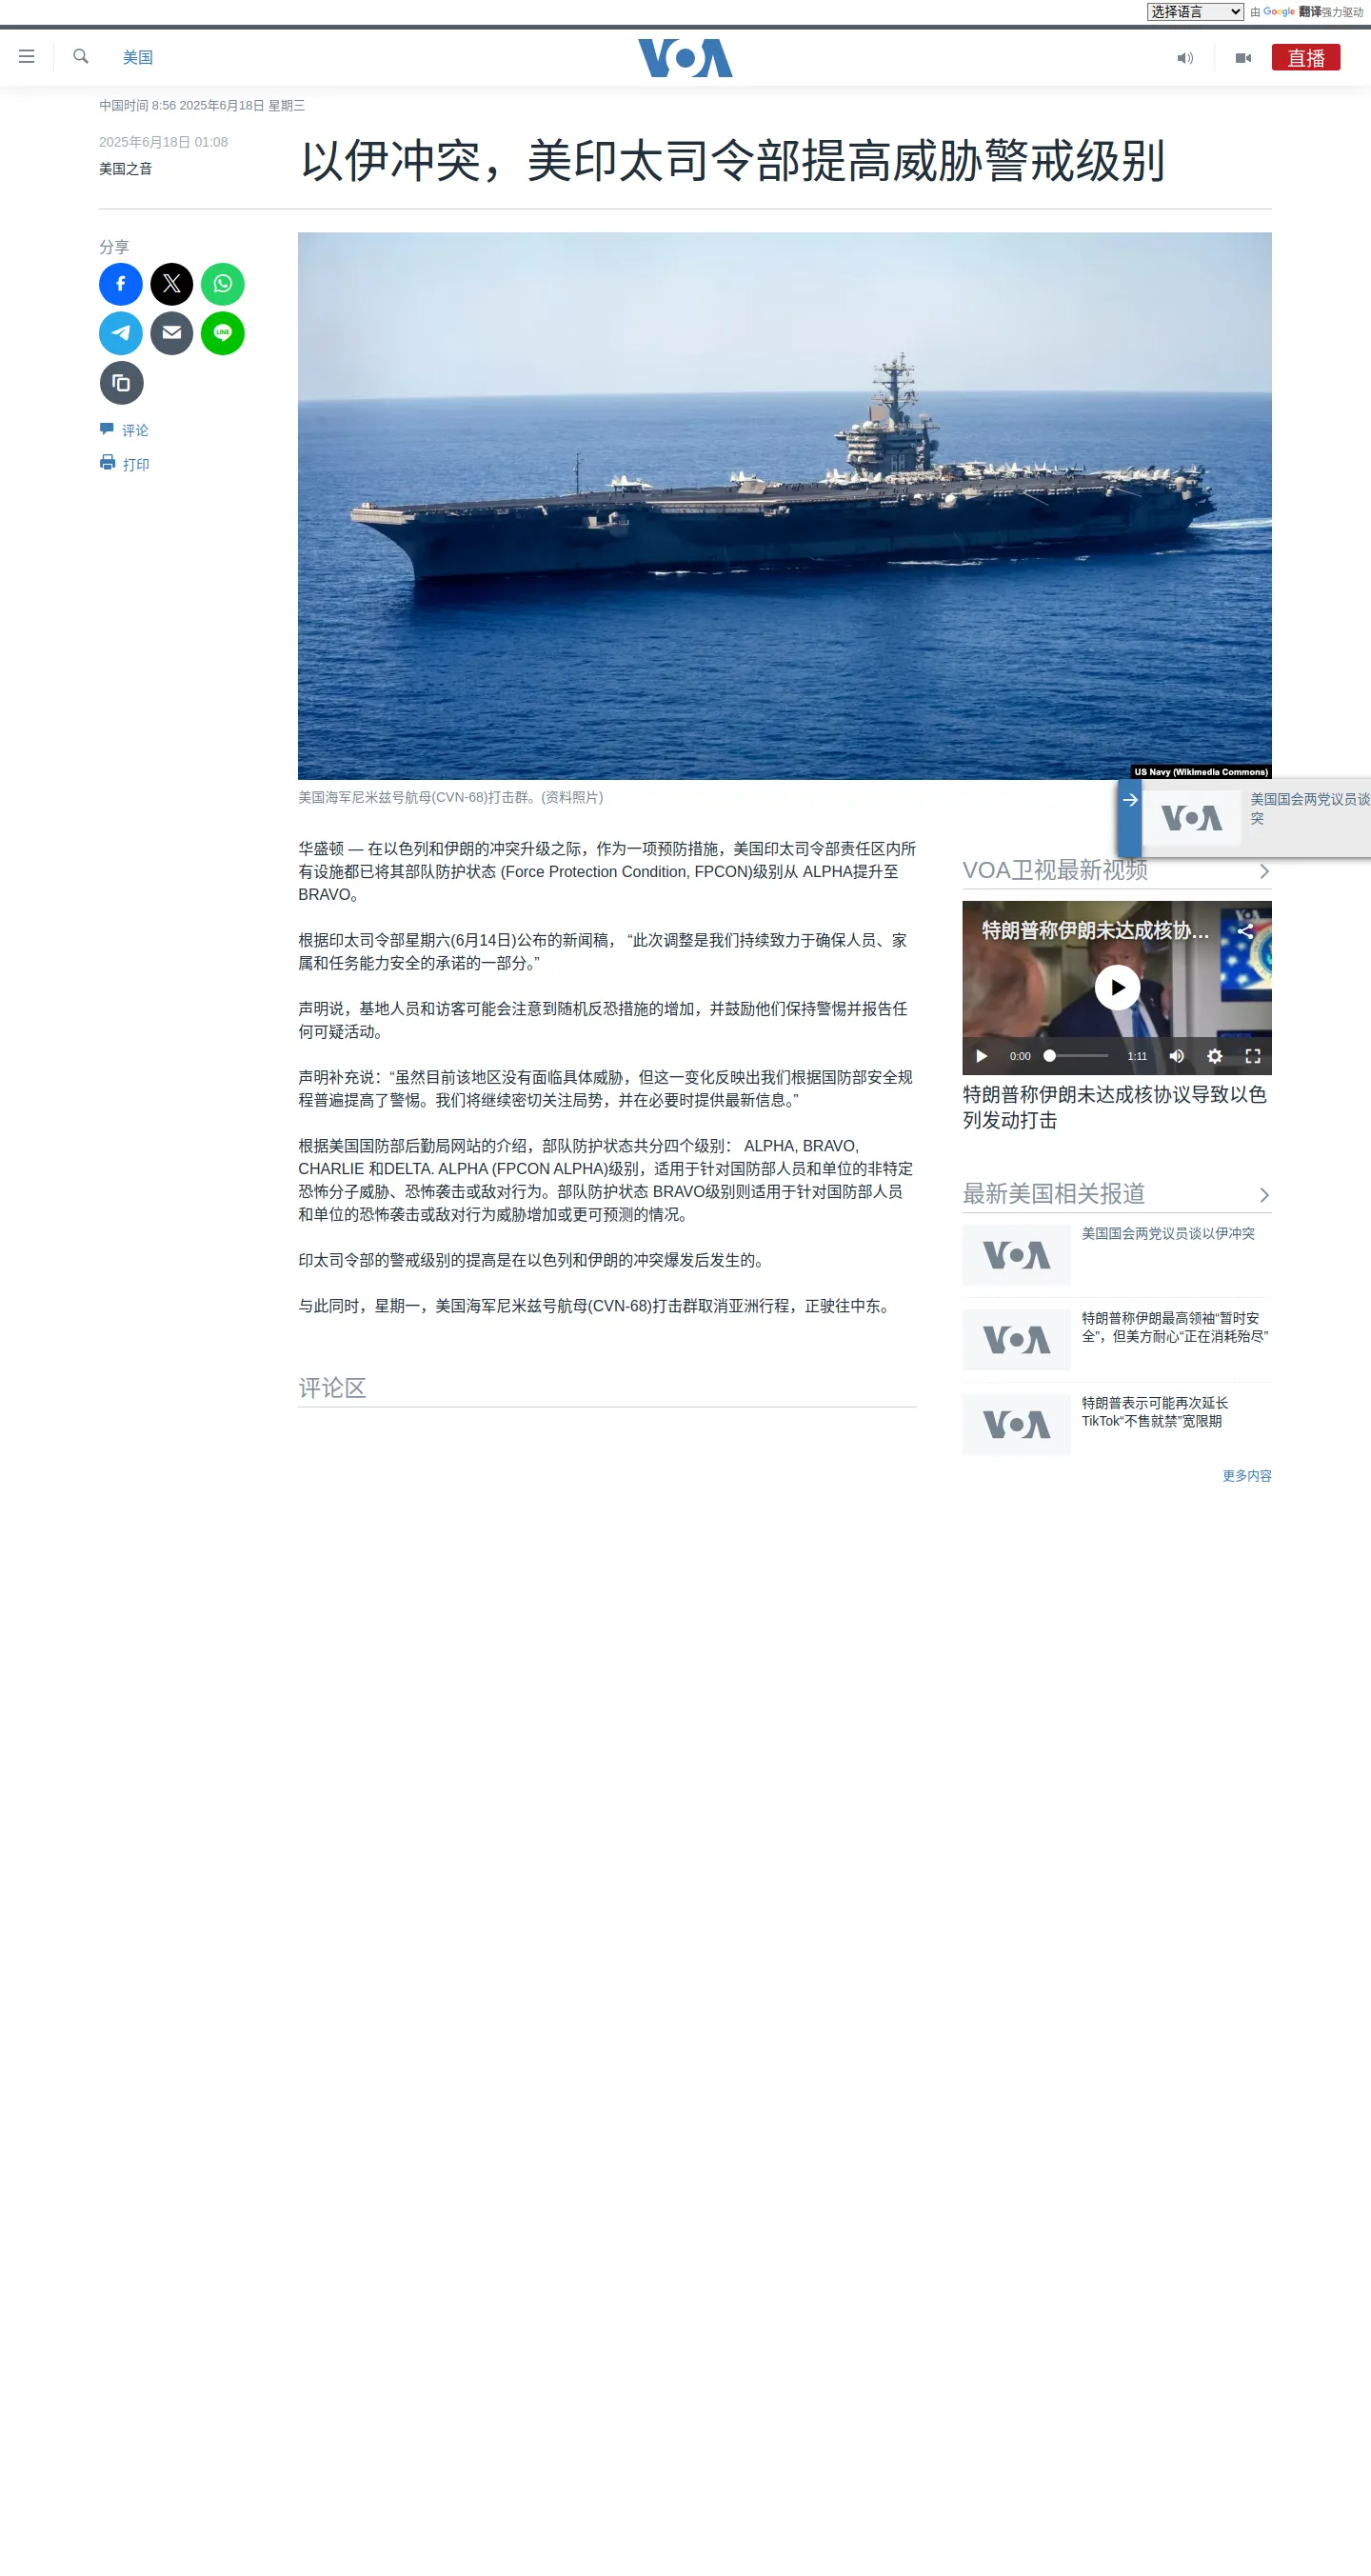 选择语言
由 Google 翻译强力驱动
美国
VOA
直播
中国时间 8:56 2025年6月18日 星期三
2025年6月18日 01:08
美国之音
以伊冲突，美印太司令部提高威胁警戒级别
分享
LINE
评论
打印
68
US Navy (Wikimedia Commons)
美国海军尼米兹号航母(CVN-68)打击群。(资料照片)
VOA
美国国会两党议员谈
突
华盛顿 — 在以色列和伊朗的冲突升级之际，作为一项预防措施，美国印太司令部责任区内所
有设施都已将其部队防护状态 (Force Protection Condition, FPCON)级别从 ALPHA提升至
BRAVO。
根据印太司令部星期六(6月14日)公布的新闻稿， “此次调整是我们持续致力于确保人员、家
属和任务能力安全的承诺的一部分。”
声明说，基地人员和访客可能会注意到随机反恐措施的增加，并鼓励他们保持警惕并报告任
何可疑活动。
声明补充说：“虽然目前该地区没有面临具体威胁，但这一变化反映出我们根据国防部安全规
程普遍提高了警惕。我们将继续密切关注局势，并在必要时提供最新信息。”
根据美国国防部后勤局网站的介绍，部队防护状态共分四个级别： ALPHA, BRAVO,
CHARLIE 和DELTA. ALPHA (FPCON ALPHA)级别，适用于针对国防部人员和单位的非特定
恐怖分子威胁、恐怖袭击或敌对行为。部队防护状态 BRAVO级别则适用于针对国防部人员
和单位的恐怖袭击或敌对行为威胁增加或更可预测的情况。
印太司令部的警戒级别的提高是在以色列和伊朗的冲突爆发后发生的。
与此同时，星期一，美国海军尼米兹号航母(CVN-68)打击群取消亚洲行程，正驶往中东。
评论区
VOA卫视最新视频
特朗普称伊朗未达成核协…
VOA
0:00
1:11
特朗普称伊朗未达成核协议导致以色
列发动打击
最新美国相关报道
VOA
美国国会两党议员谈以伊冲突
VOA
特朗普称伊朗最高领袖“暂时安
全”，但美方耐心“正在消耗殆尽”
VOA
特朗普表示可能再次延长
TikTok“不售就禁”宽限期
更多内容